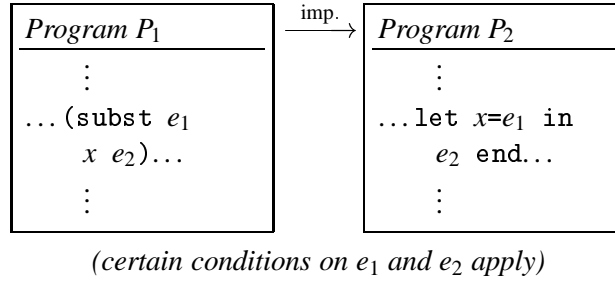 Program P₁
imp.
Program P₂
⋮
⋮
...(subst e₁
...let x=e₁ in
x e₂)...
e₂ end...
⋮
⋮
(certain conditions on e₁ and e₂ apply)